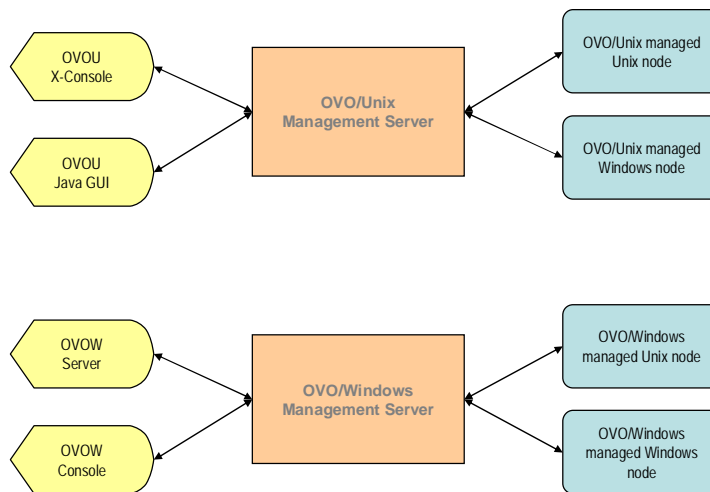 OVOU
X-Console
OVO/Unix
Management Server
OVO/Unix managed
Unix node
OVOU
Java GUI
OVO/Unix managed
Windows node
OVOW
Server
OVO/Windows
Management Server
OVO/Windows
managed Unix node
OVOW
Console
OVO/Windows
managed Windows
node